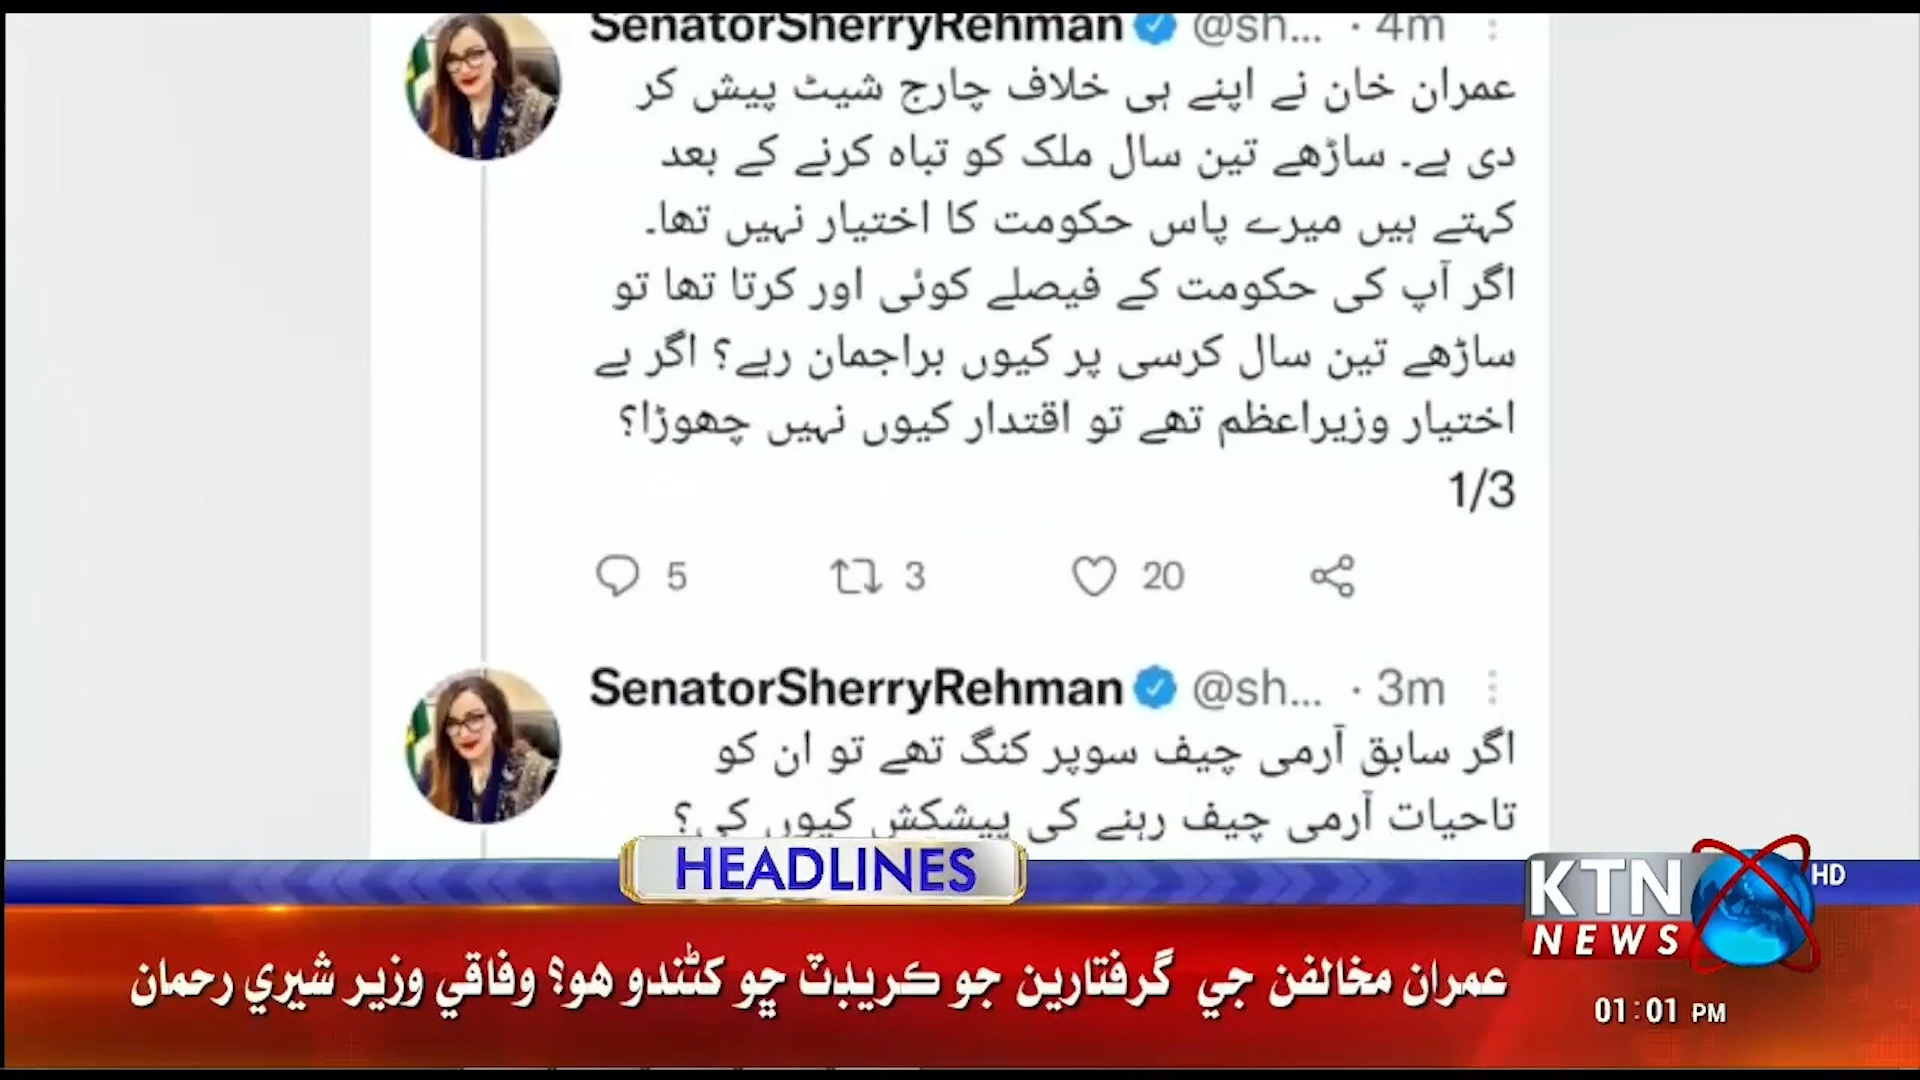 SenatorSherryRehman @sh... · 4m
عمران خان نے اپنے ہی خلاف چارج شیٹ پیش کر
دی ہے۔ ساڑھے تین سال ملک کو تباہ کرنے کے بعد
کہتے ہیں میرے پاس حکومت کا اختیار نہیں تھا۔
اگر آپ کی حکومت کے فیصلے کوئی اور کرتا تھا تو
ساڑھے تین سال کرسی پر کیوں براجمان رہے؟ اگر بے
اختیار وزیراعظم تھے تو اقتدار کیوں نہیں چھوڑا؟
1/3
5 3 20
SenatorSherryRehman @sh... · 3m
اگر سابق آرمی چیف سوپر کنگ تھے تو ان کو
تاحیات آرمی چیف رہنے کی پیشکش کیوں کی؟
HEADLINES
KTN HD
NEWS
عمران مخالفن جي گرفتارين جو ڪريڊٽ ڇو کڻندو هو؟ وفاقي وزير شيري رحمان
01:01 PM